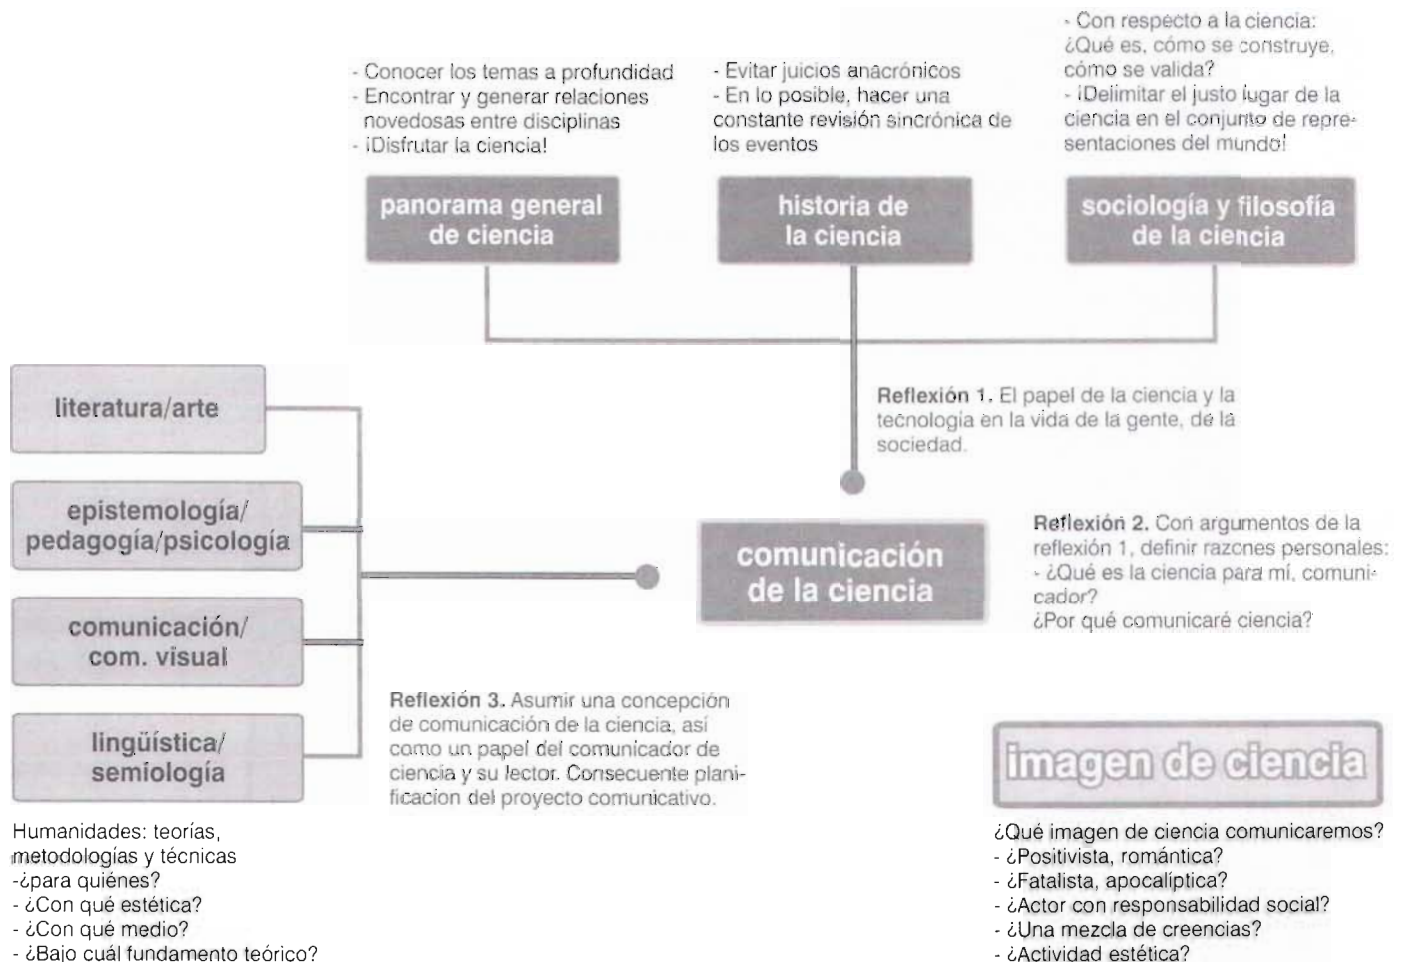 - Conocer los temas a profundidad
- Encontrar y generar relaciones
novedosas entre disciplinas
- ¡Disfrutar la ciencia!
panorama general
de ciencia
- Evitar juicios anacrónicos
- En lo posible, hacer una
constante revisión sincrónica de
los eventos
historia de
la ciencia
- Con respecto a la ciencia:
¿Qué es, cómo se construye,
cómo se valida?
- ¡Delimitar el justo lugar de la
ciencia en el conjunto de repre-
sentaciones del mundo!
sociología y filosofía
de la ciencia
Reflexión 1. El papel de la ciencia y la
tecnología en la vida de la gente, de la
sociedad.
literatura/arte
epistemología/
pedagogía/psicología
comunicación/
com. visual
lingüística/
semiología
Humanidades: teorías,
metodologías y técnicas
-¿para quiénes?
- ¿Con qué estética?
- ¿Con qué medio?
- ¿Bajo cuál fundamento teórico?
comunicación
de la ciencia
Reflexión 2. Con argumentos de la
reflexión 1, definir razones personales:
- ¿Qué es la ciencia para mí, comuni-
cador?
¿Por qué comunicaré ciencia?
Reflexión 3. Asumir una concepción
de comunicación de la ciencia, así
como un papel del comunicador de
ciencia y su lector. Consecuente plani-
ficacion del proyecto comunicativo.
imagen de ciencia
¿Qué imagen de ciencia comunicaremos?
- ¿Positivista, romántica?
- ¿Fatalista, apocalíptica?
- ¿Actor con responsabilidad social?
- ¿Una mezcla de creencias?
- ¿Actividad estética?